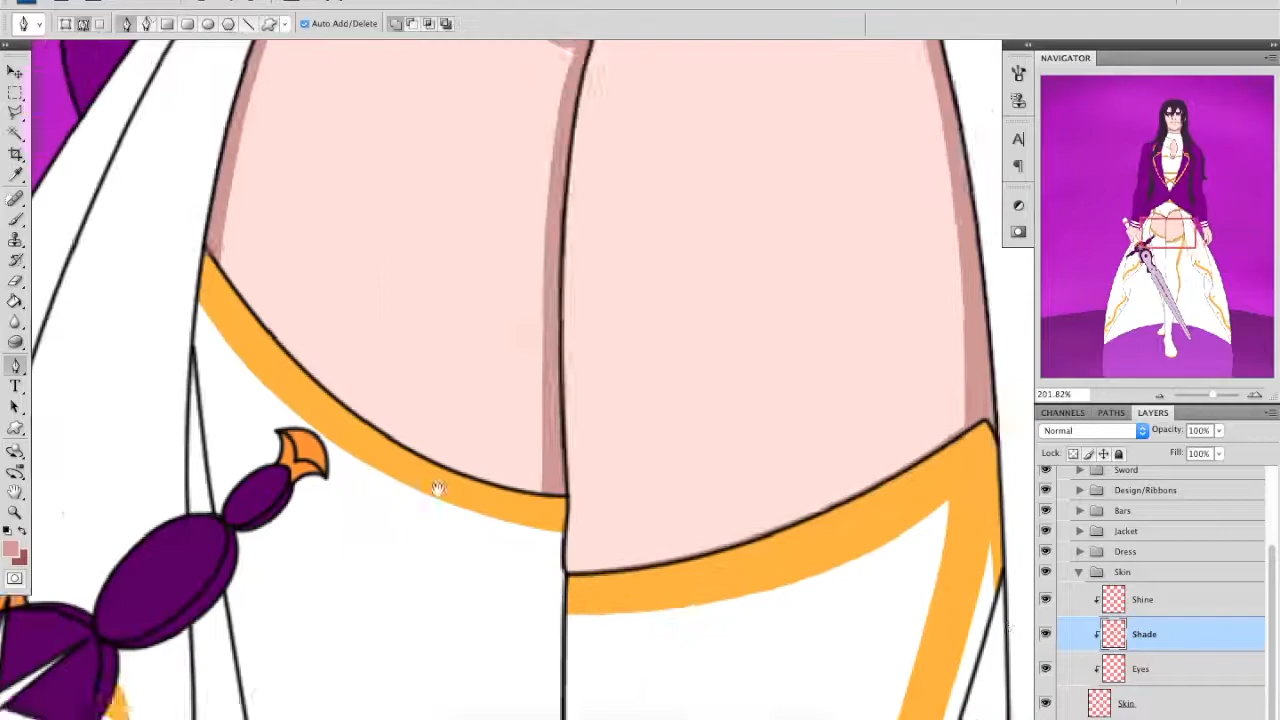 Auto Add/Delete
NAVIGATOR
201.82%
CHANNELS PATHS LAYERS
Normal Opacity: 100%
Lock: Fill: 100%
Sword
Design/Ribbons
Bars
Jacket
Dress
Skin
Shine
Shade
Eyes
Skin